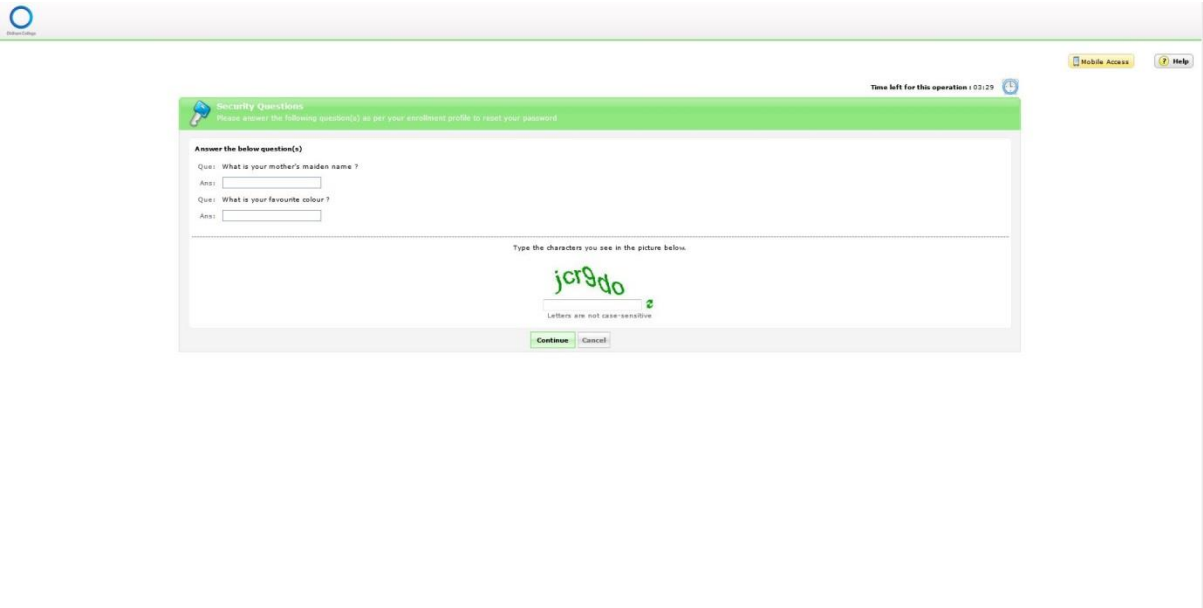 Mobile Access
Help
Time left for this operation : 03:29
Security Questions
Please answer the following question(s) as per your enrollment profile to reset your password
Answer the below question(s)
Que: What is your mother's maiden name ?
Ans:
Que: What is your favourite colour ?
Ans:
Type the characters you see in the picture below.
jcr9do
Letters are not case-sensitive
Continue Cancel